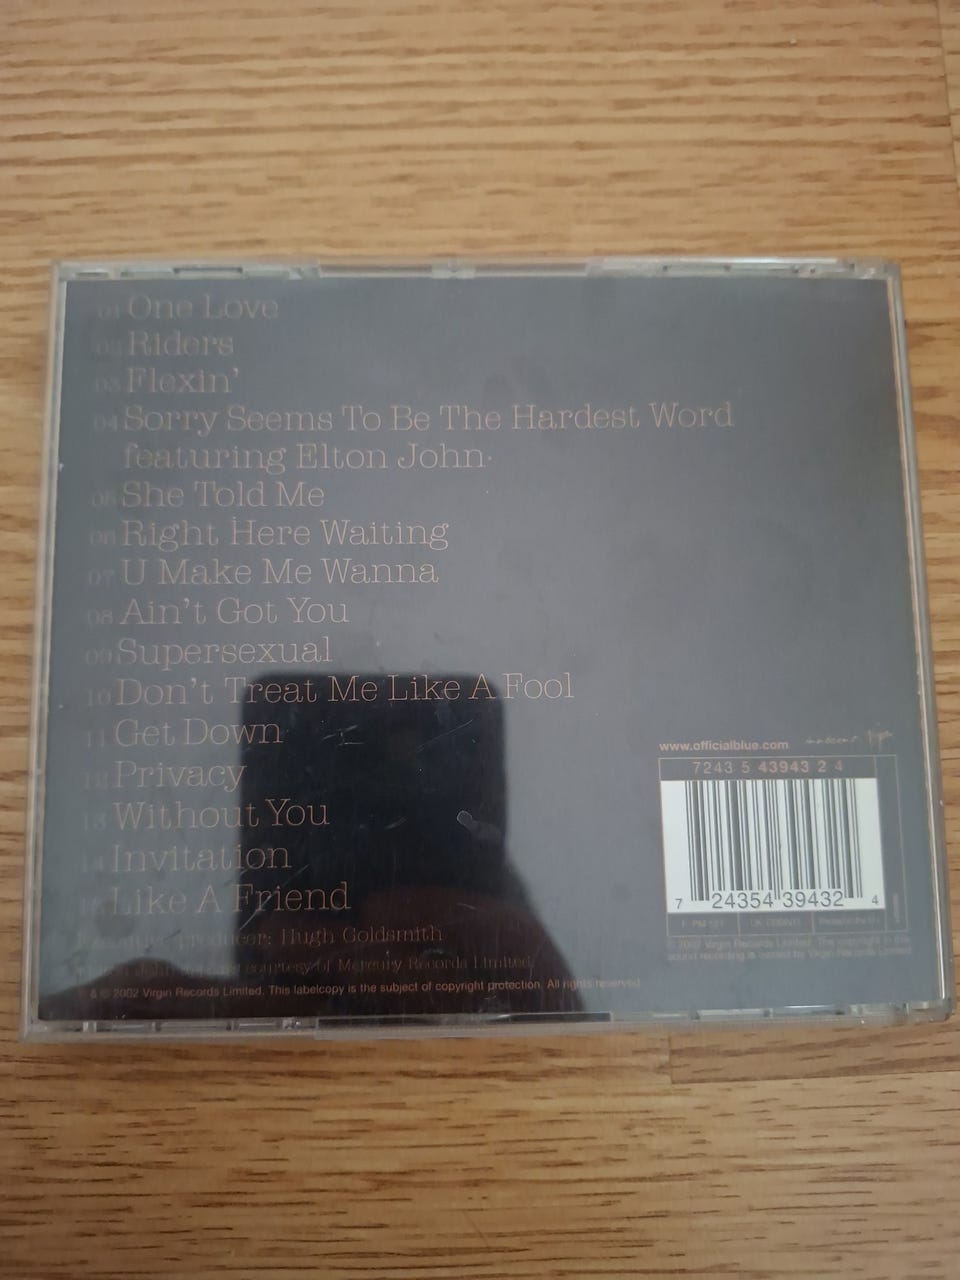 01 One Love
02 Riders
03 Flexin'
04 Sorry Seems To Be The Hardest Word
featuring Elton John·
05 She Told Me
06 Right Here Waiting
07 U Make Me Wanna
08 Ain't Got You
09 Supersexual
10 Don't Treat Me Like A Fool
11 Get Down
12 Privacy
13 Without You
14 Invitation
15 Like A Friend
Executive producer: Hugh Goldsmith
John courtesy of Mercury Records Limited.
& © 2002 Virgin Records Limited. This labelcopy is the subject of copyright protection. All rights reserved.
www.officialblue.com
innocent Virgin
7243 5 43943 2 4
7 24354 39432 4
© 2002 Virgin Records Limited. The copyright in this
sound recording is owned by Virgin Records Limited